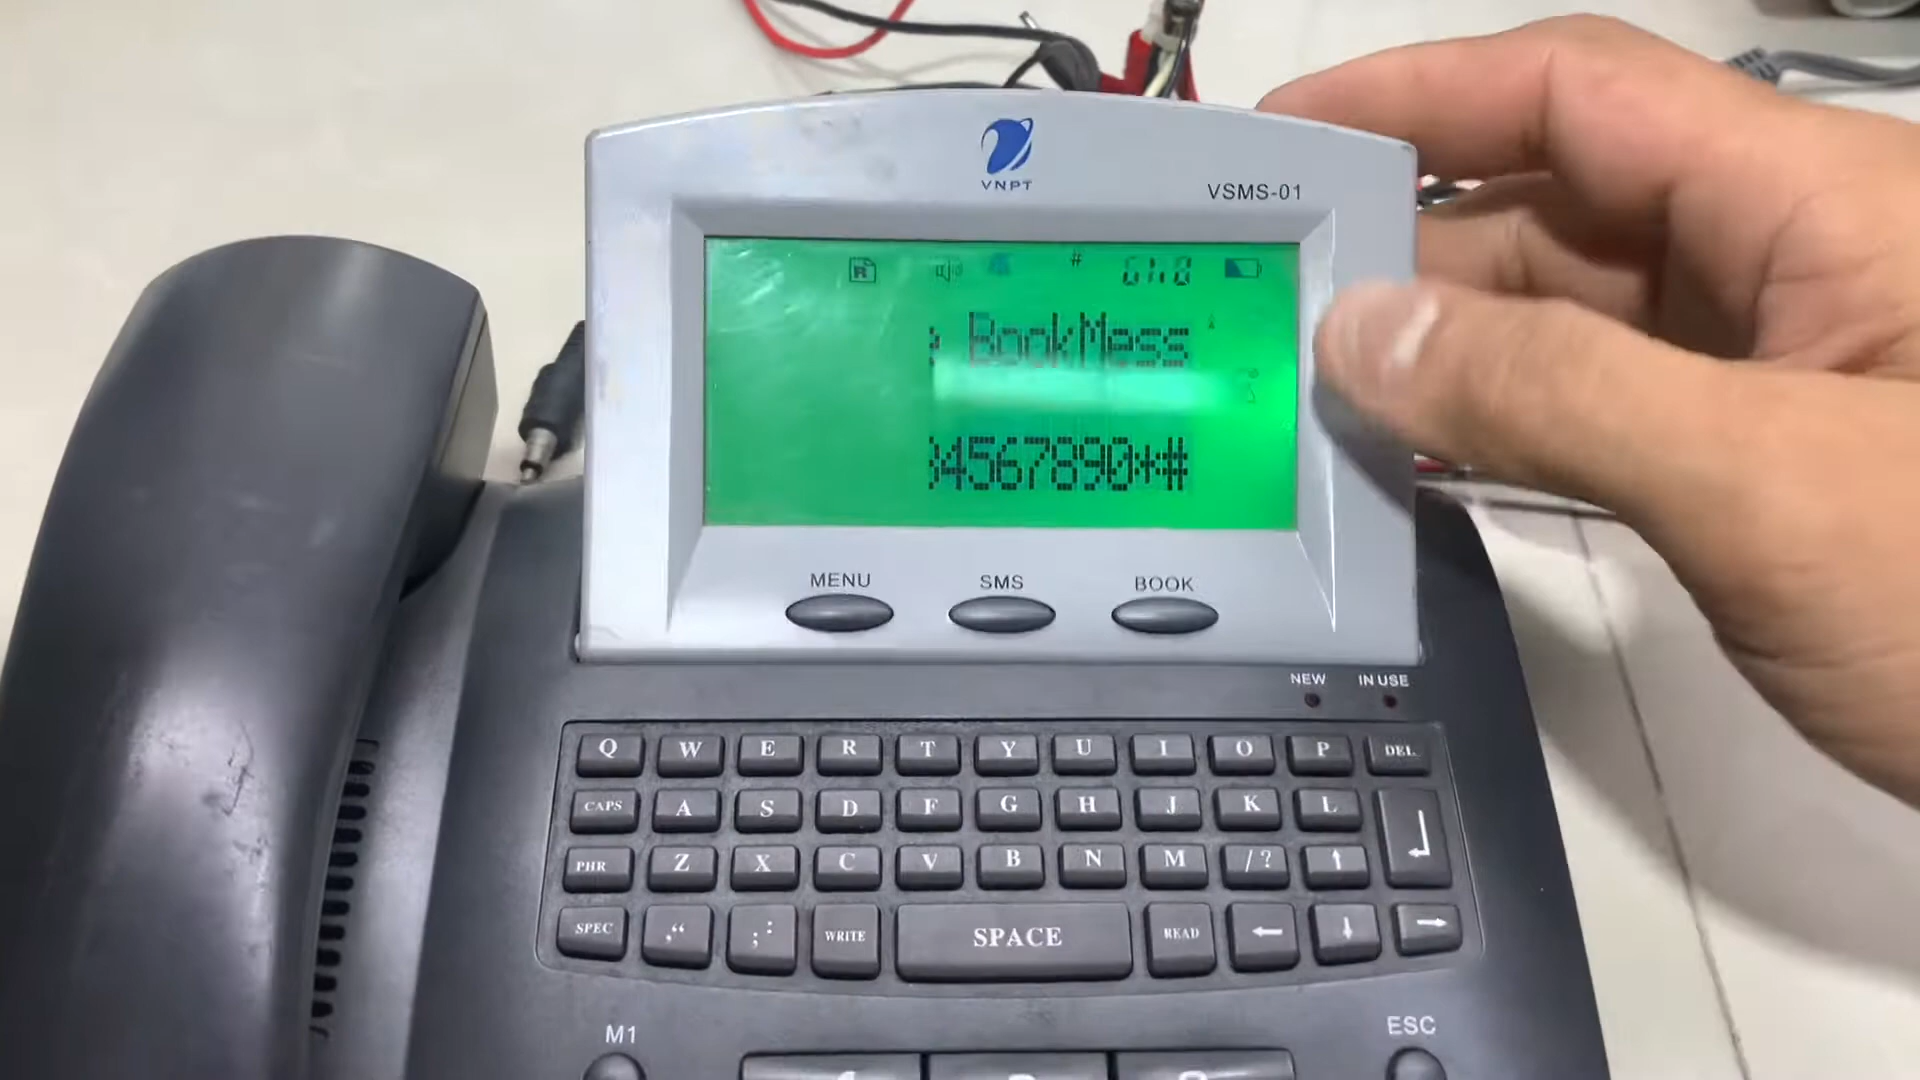 VNPT
VSMS-01
#
BookMess
4567890*#
MENU SMS BOOK
NEW IN USE
Q W E R T Y U I O P DEL
CAPS A S D F G H J K L
PHR Z X C V B N M / ?
SPEC ,“ ;: WRITE SPACE READ
M1 ESC